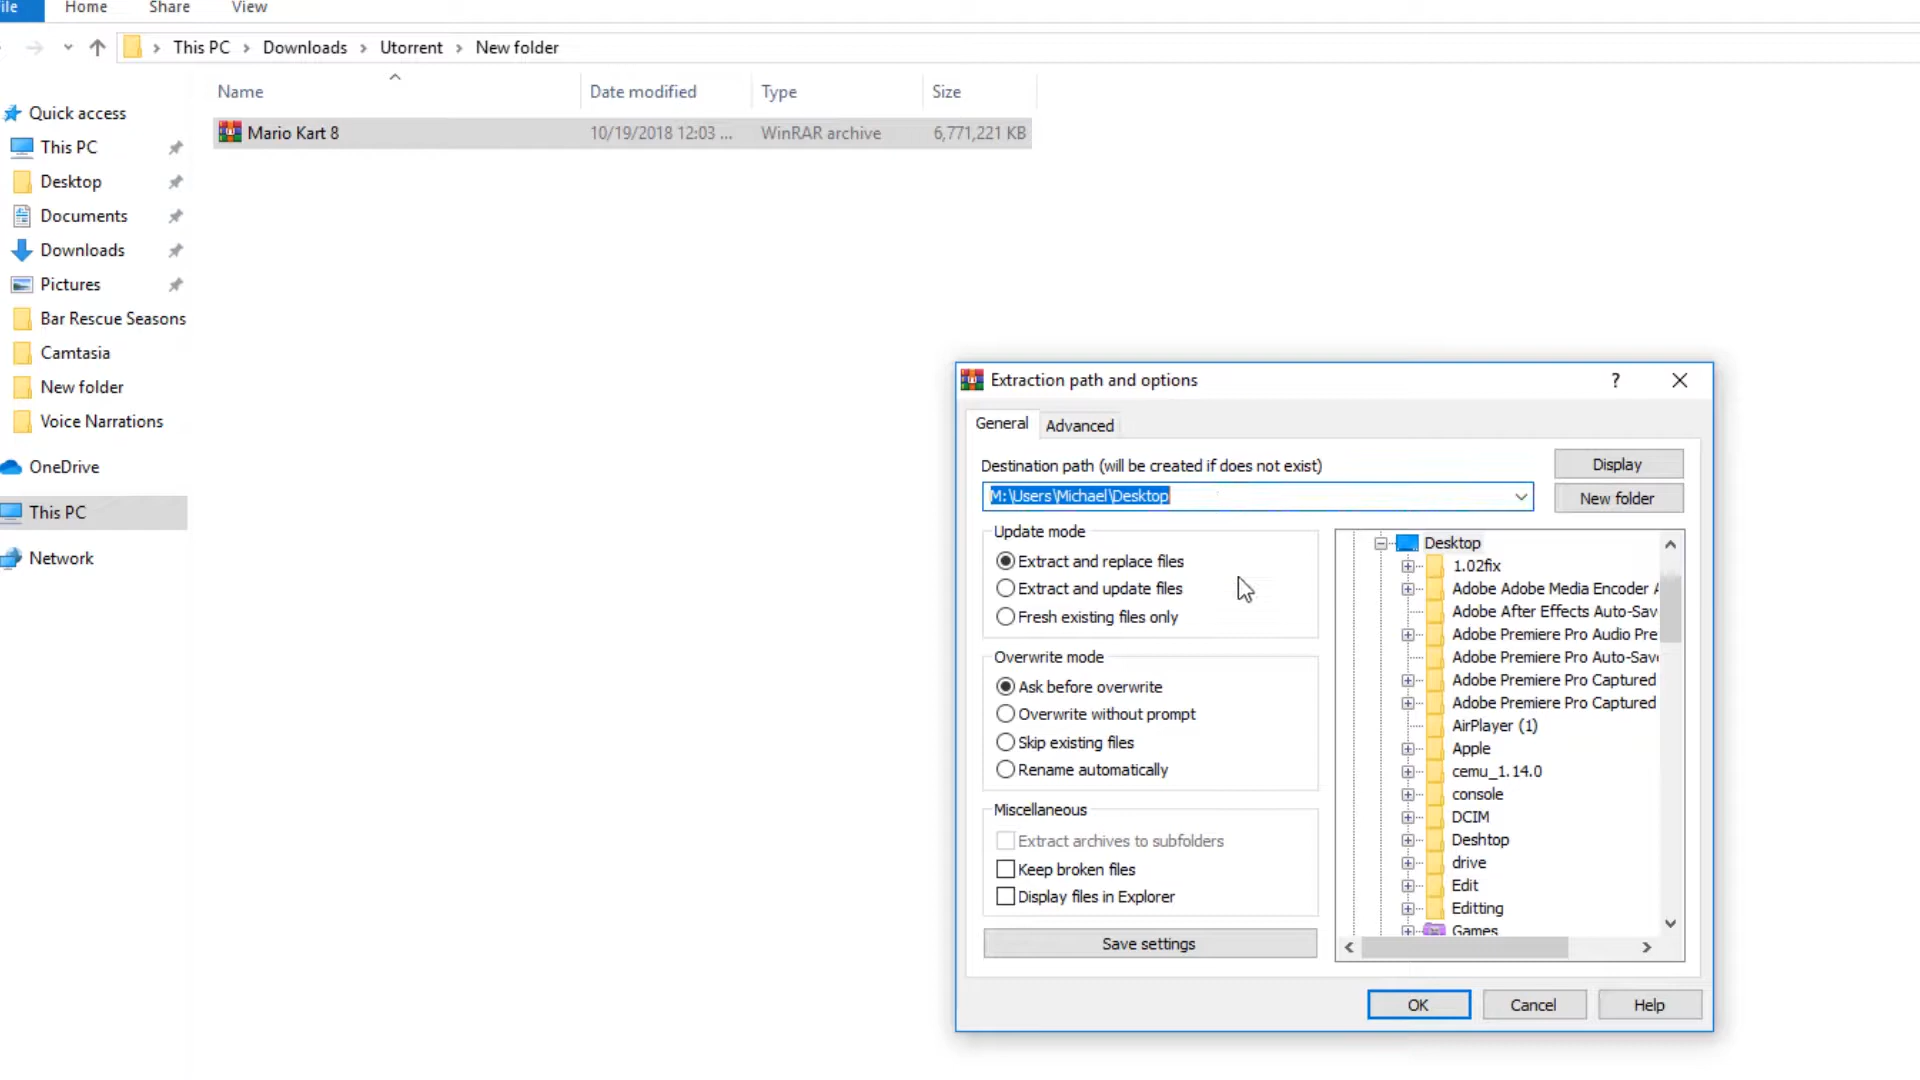 ile Home Share View
This PC Downloads Utorrent New folder
Name Date modified Type Size
Mario Kart 8 10/19/2018 12:03 ... WinRAR archive 6,771,221 KB
Quick access
This PC
Desktop
Documents
Downloads
Pictures
Bar Rescue Seasons
Camtasia
New folder
Voice Narrations
OneDrive
This PC
Network
Extraction path and options ?
General Advanced
Destination path (will be created if does not exist)
Display
M:\Users\Michael\Desktop
New folder
Update mode
Extract and replace files
Extract and update files
Fresh existing files only
Overwrite mode
Ask before overwrite
Overwrite without prompt
Skip existing files
Rename automatically
Miscellaneous
Extract archives to subfolders
Keep broken files
Display files in Explorer
Save settings
Desktop
1.02fix
Adobe Adobe Media Encoder A
Adobe After Effects Auto-Sav
Adobe Premiere Pro Audio Pre
Adobe Premiere Pro Auto-Sav
Adobe Premiere Pro Captured
Adobe Premiere Pro Captured
AirPlayer (1)
Apple
cemu_1.14.0
console
DCIM
Deshtop
drive
Edit
Editting
Games
OK Cancel Help